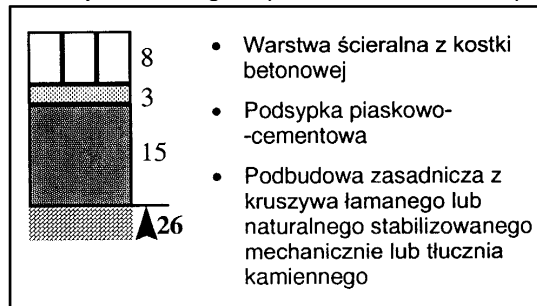 8
3
15
26
• Warstwa ścieralna z kostki
betonowej
• Podsypka piaskowo-
-cementowa
• Podbudowa zasadnicza z
kruszywa łamanego lub
naturalnego stabilizowanego
mechanicznie lub tłucznia
kamiennego